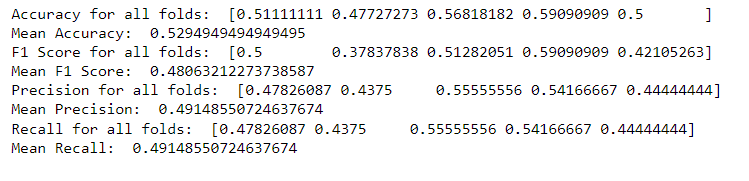 Accuracy for all folds:  [0.51111111 0.47727273 0.56818182 0.59090909 0.5       ]
Mean Accuracy:  0.5294949494949495
F1 Score for all folds:  [0.5        0.37837838 0.51282051 0.59090909 0.42105263]
Mean F1 Score:  0.48063212273738587
Precision for all folds:  [0.47826087 0.4375     0.55555556 0.54166667 0.44444444]
Mean Precision:  0.49148550724637674
Recall for all folds:  [0.47826087 0.4375     0.55555556 0.54166667 0.44444444]
Mean Recall:  0.49148550724637674